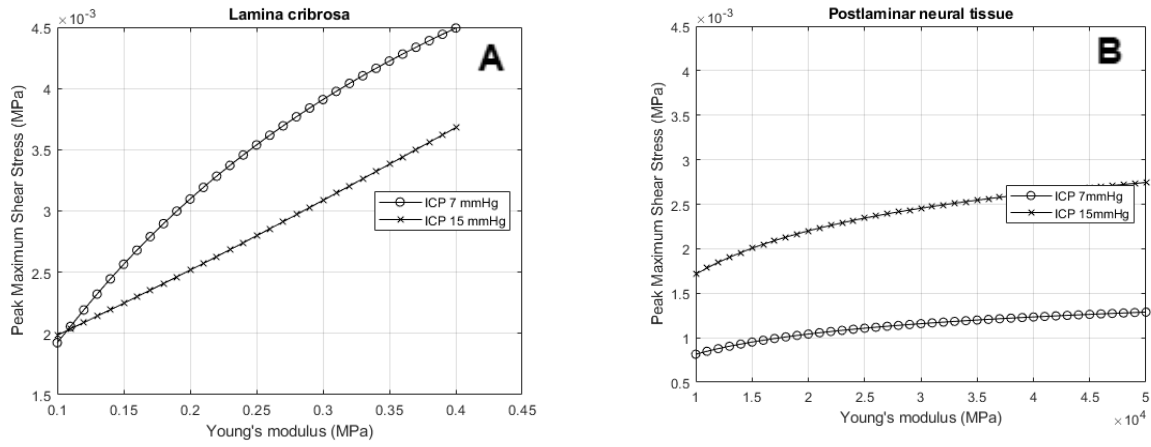 ×10⁻³
Lamina cribrosa
A
Peak Maximum Shear Stress (MPa)
4.5
4
3.5
3
2.5
2
1.5
ICP 7 mmHg
ICP 15 mmHg
0.1 0.15 0.2 0.25 0.3 0.35 0.4 0.45
Young's modulus (MPa)
×10⁻³
Postlaminar neural tissue
B
Peak Maximum Shear Stress (MPa)
4.5
4
3.5
3
2.5
2
1.5
1
0.5
ICP 7mmHg
ICP 15mmHg
1 1.5 2 2.5 3 3.5 4 4.5 5
Young's modulus (MPa)
×10⁻⁴